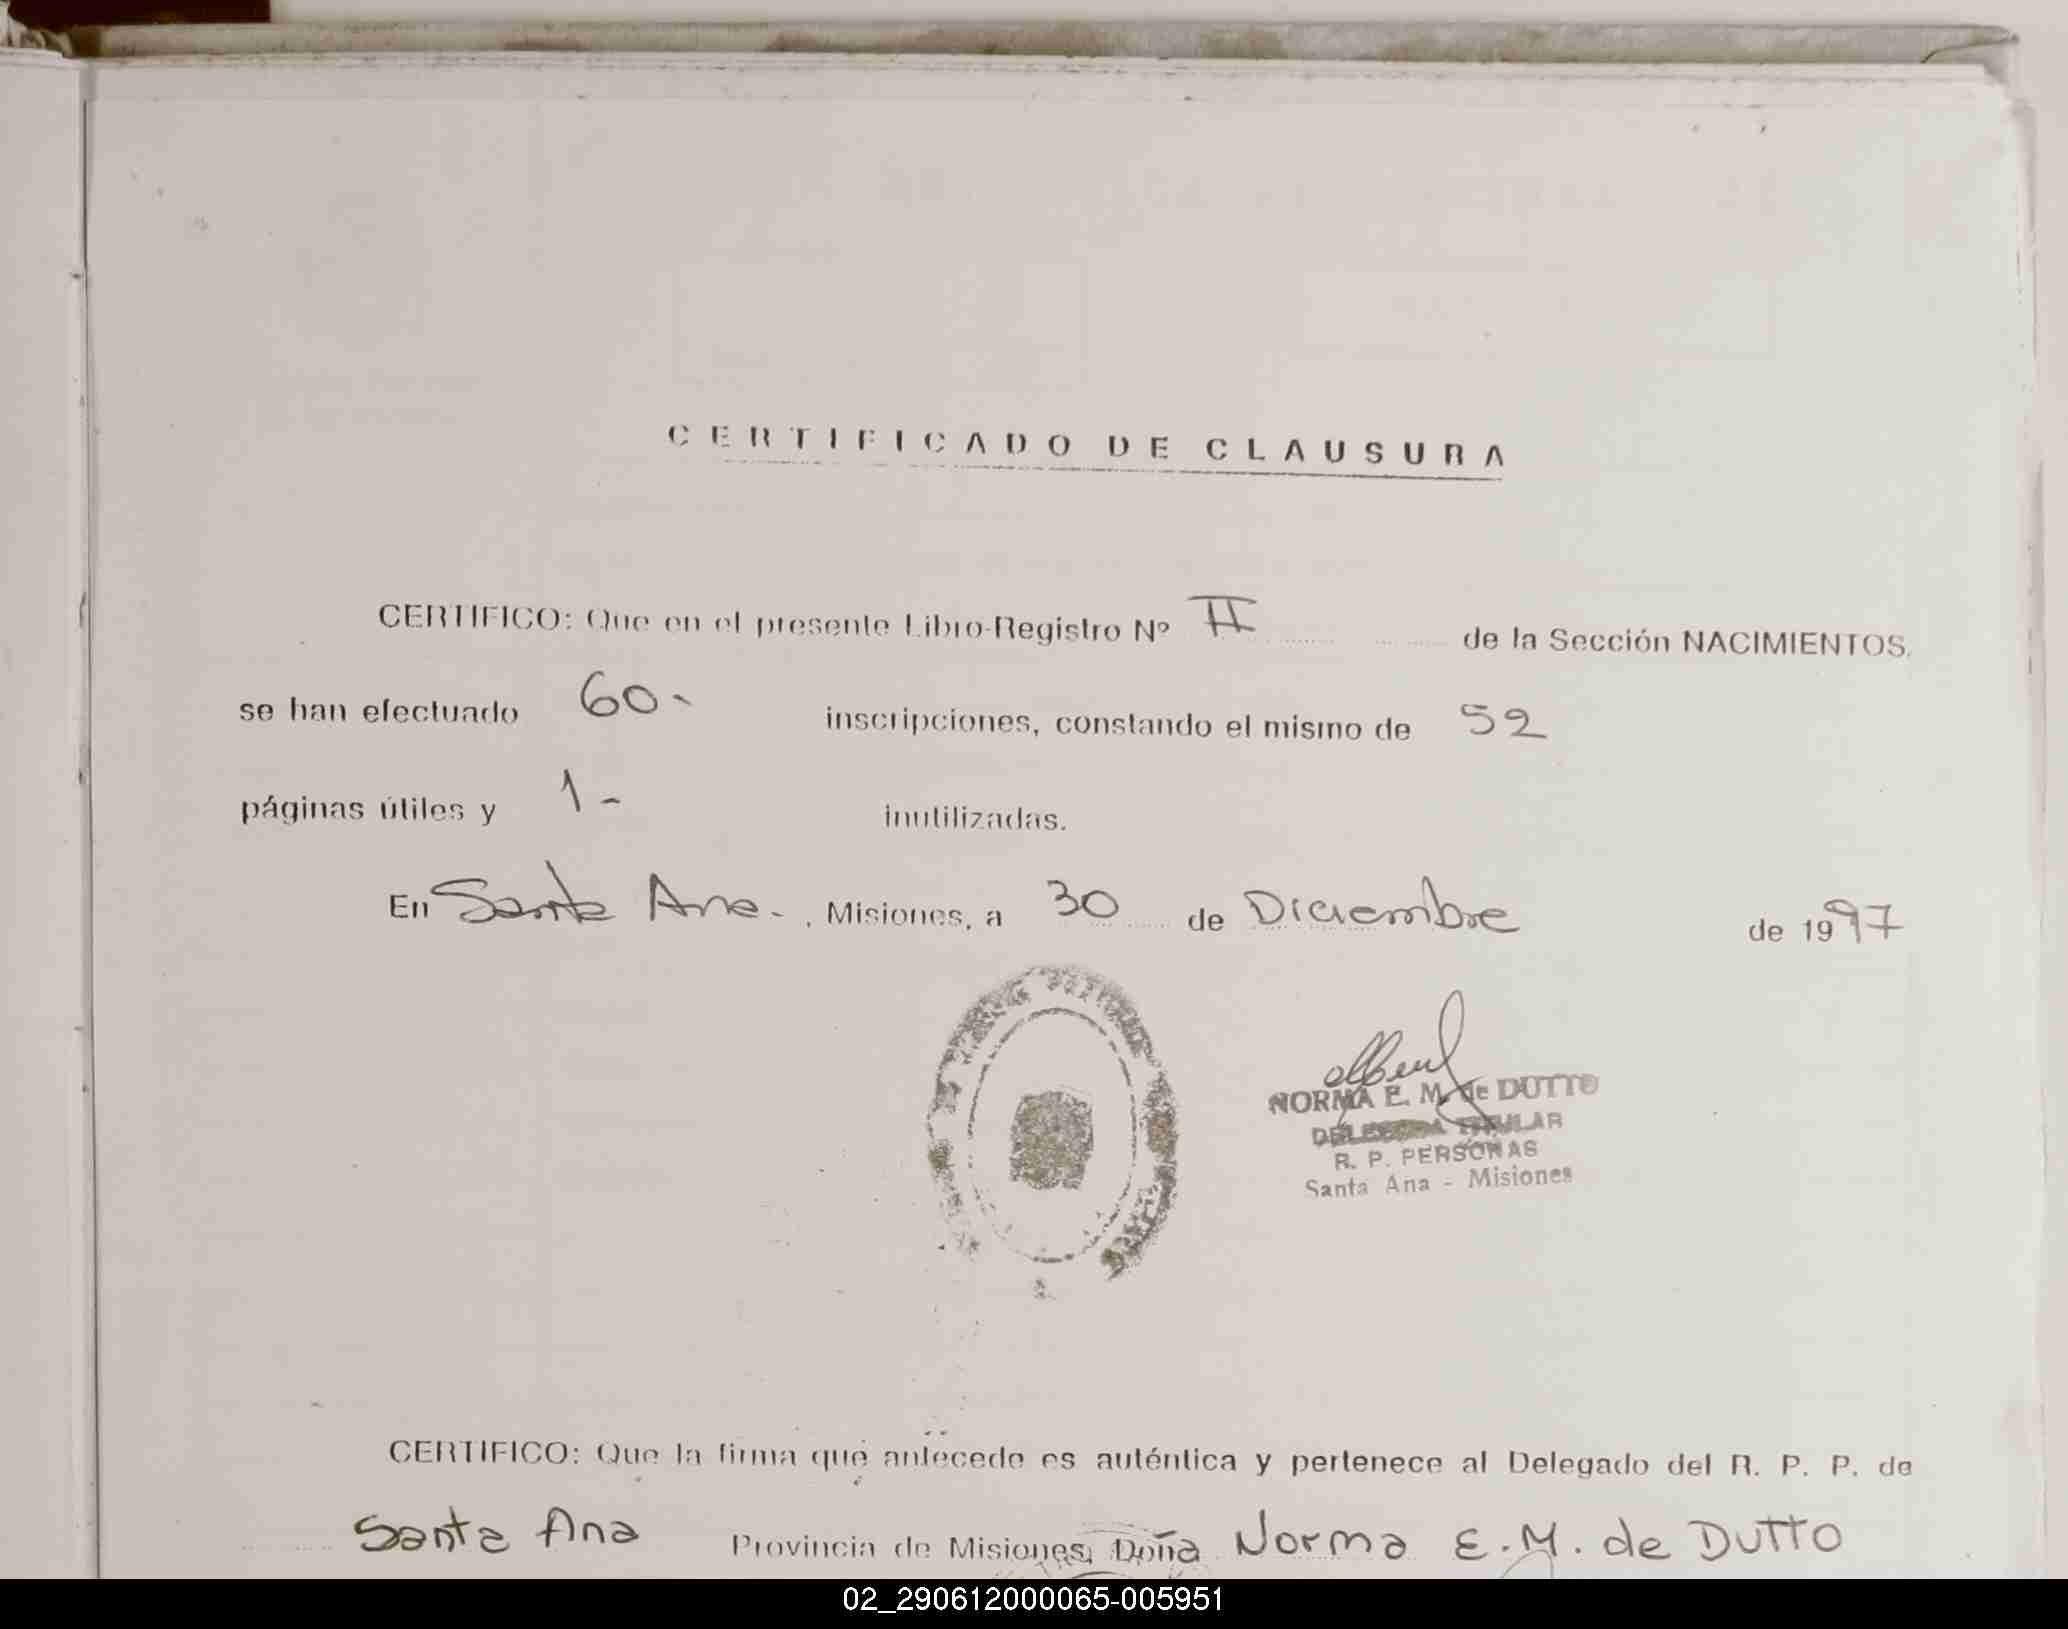 CERTIFICADO DE CLAUSURA
CERTIFICO: Que en el presente Libro-Registro Nº II de la Sección NACIMIENTOS,
se han efectuado 60- inscripciones, constando el mismo de 52
páginas útiles y 1- inutilizadas.
En Santa Ana-, Misiones, a 30 de Diciembre de 1997
NORMA E. M. de DUTTO
DELEGADA TITULAR
R. P. PERSONAS
Santa Ana - Misiones
CERTIFICO: Que la firma que antecede es auténtica y pertenece al Delegado del R. P. P. de
Santa Ana Provincia de Misiones, Doña Norma E.M. de DUTTO
02_290612000065-005951